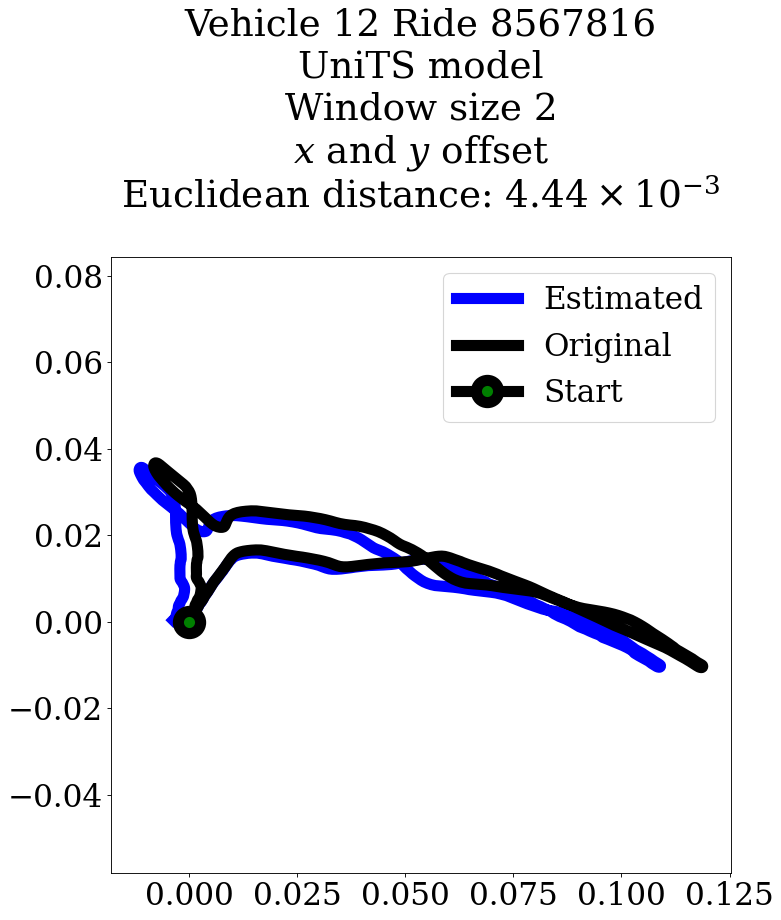 Vehicle 12 Ride 8567816
UniTS model
Window size 2
x and y offset
Euclidean distance: 4.44 × 10⁻³
0.08
0.06
0.04
0.02
0.00
−0.02
−0.04
Estimated
Original
Start
0.000 0.025 0.050 0.075 0.100 0.125